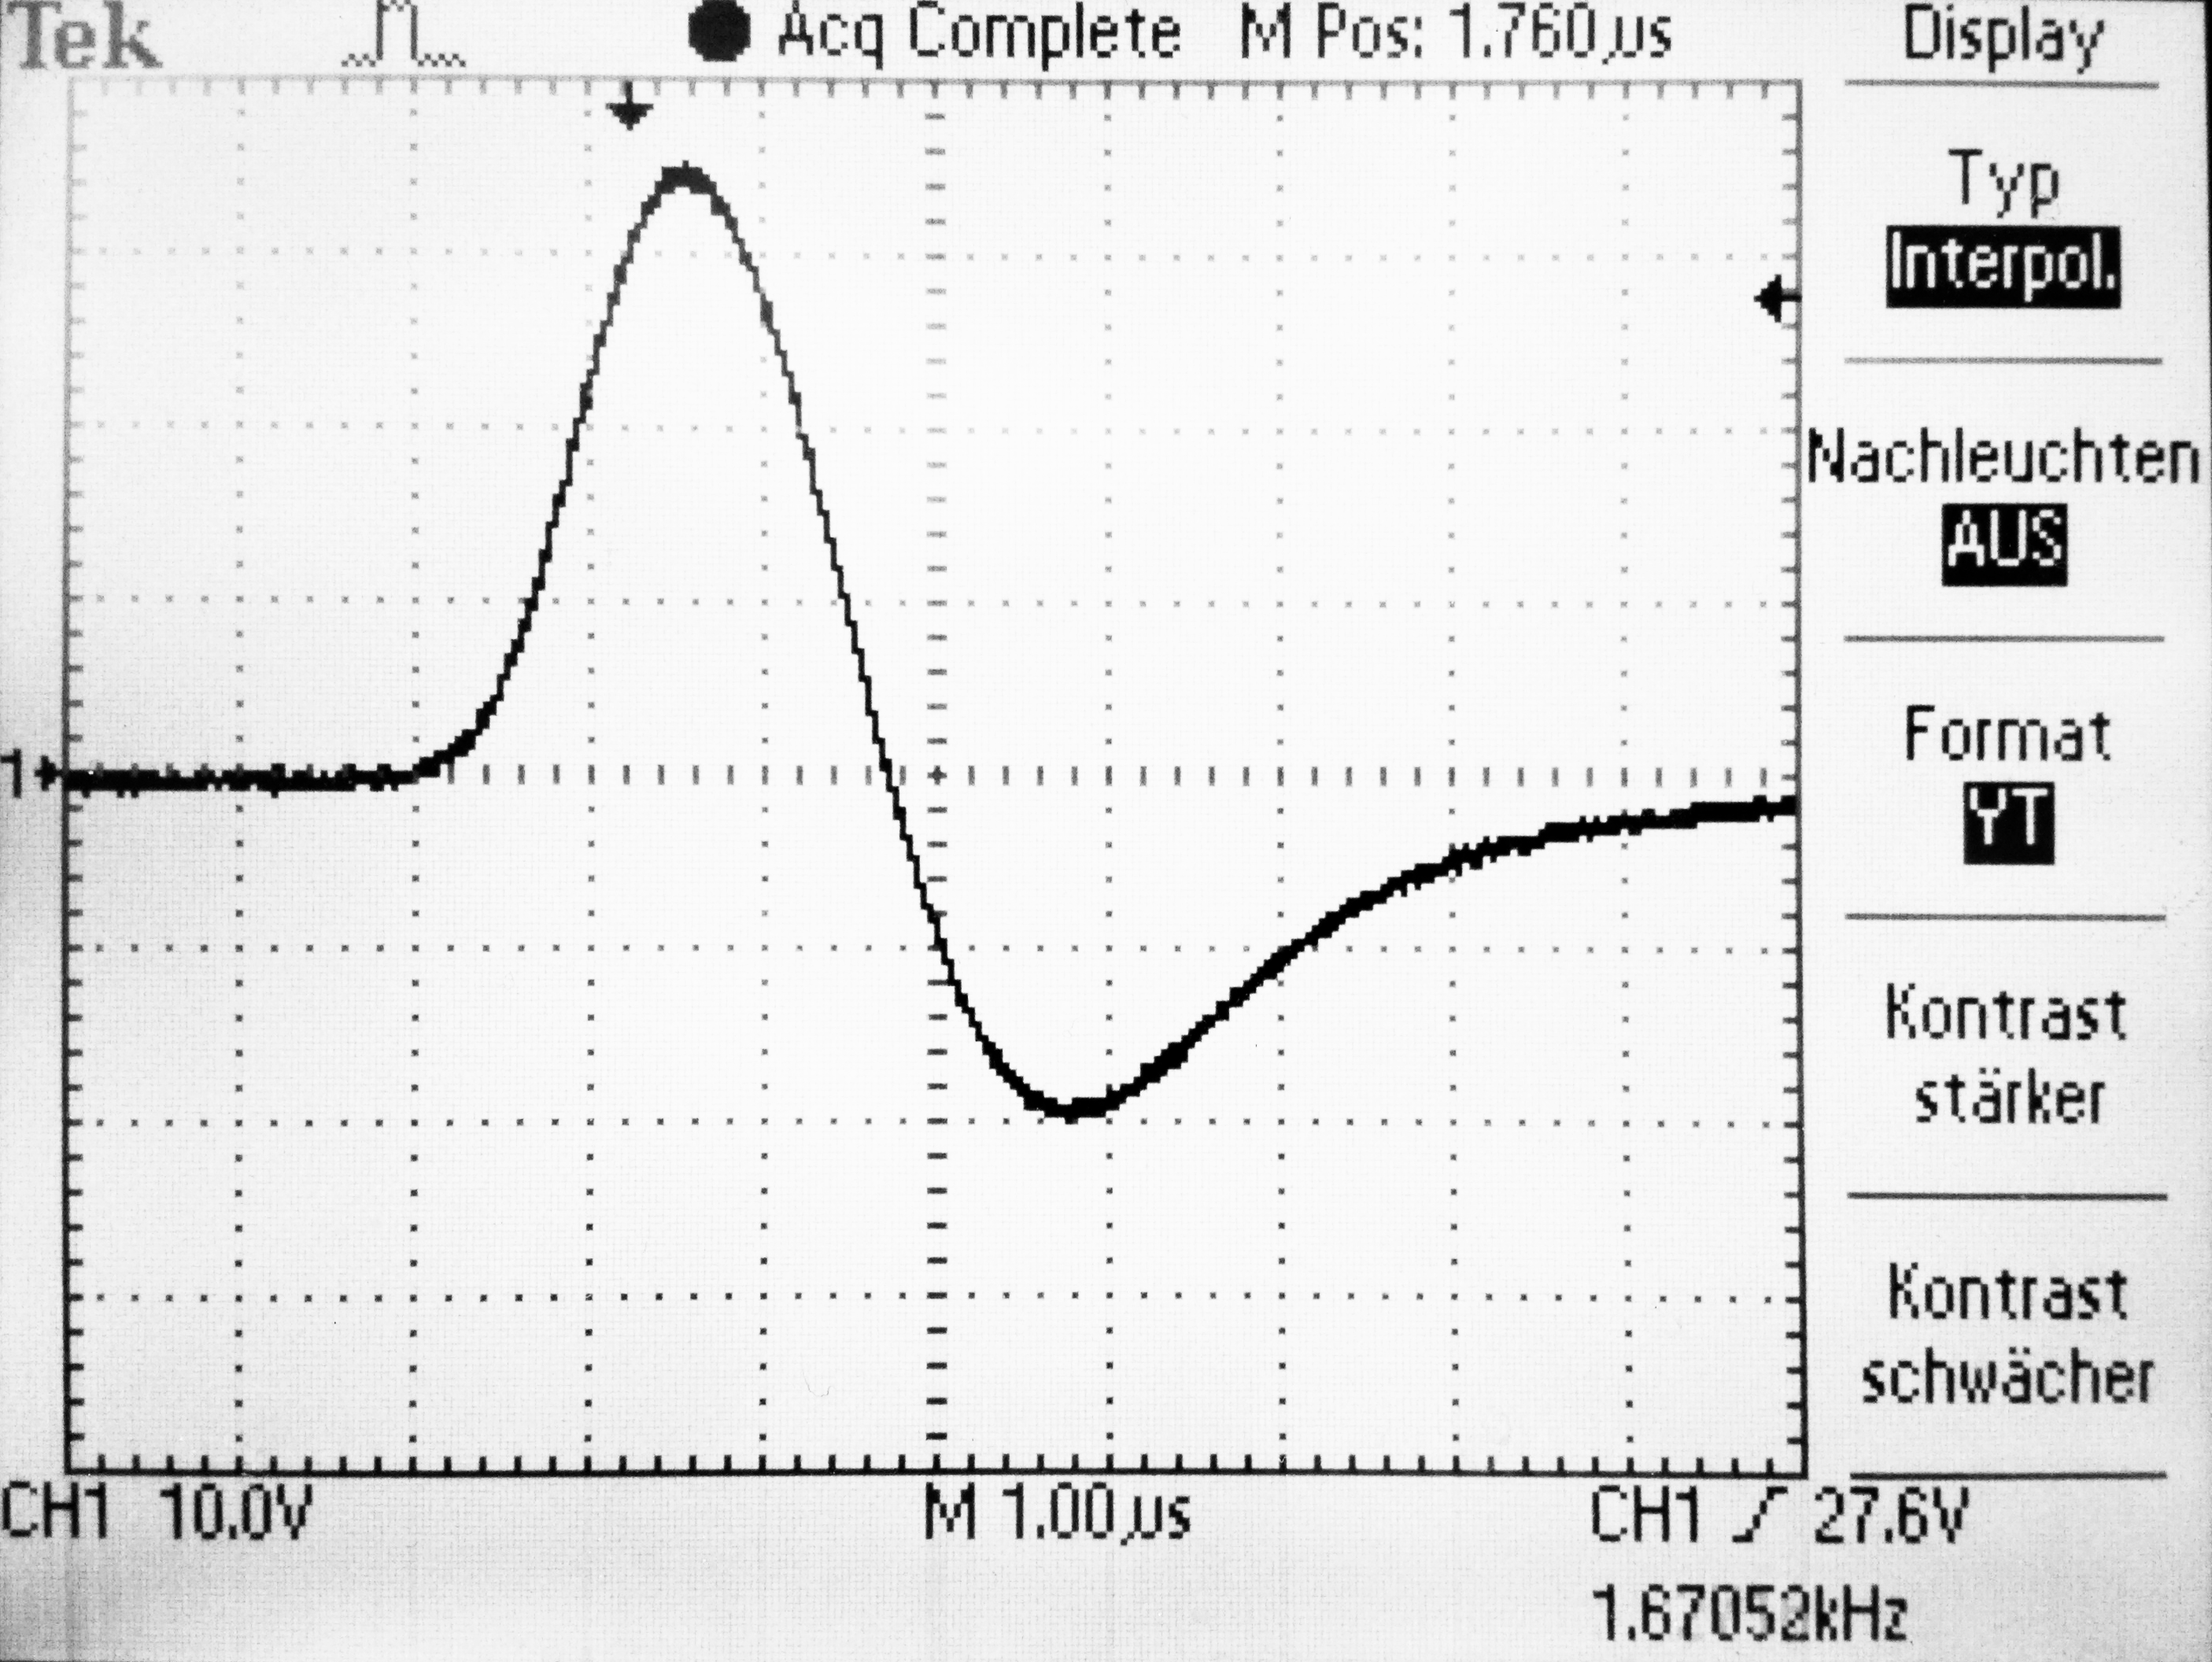 Tek Acq Complete M Pos: 1.760µs Display
Typ
Interpol.
Nachleuchten
AUS
Format
YT
Kontrast
stärker
Kontrast
schwächer
1
CH1 10.0V M 1.00µs CH1 27.6V
1.67052kHz